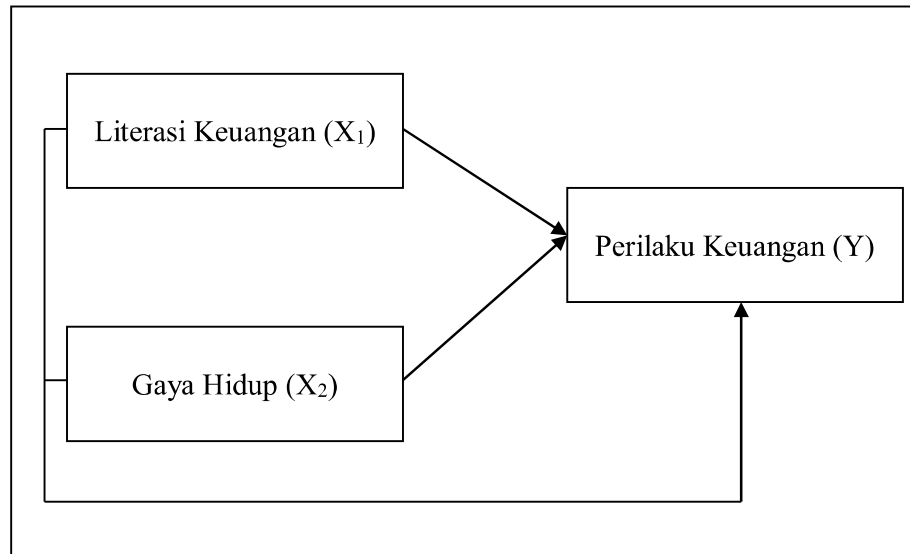 Literasi Keuangan (X₁)
Perilaku Keuangan (Y)
Gaya Hidup (X₂)